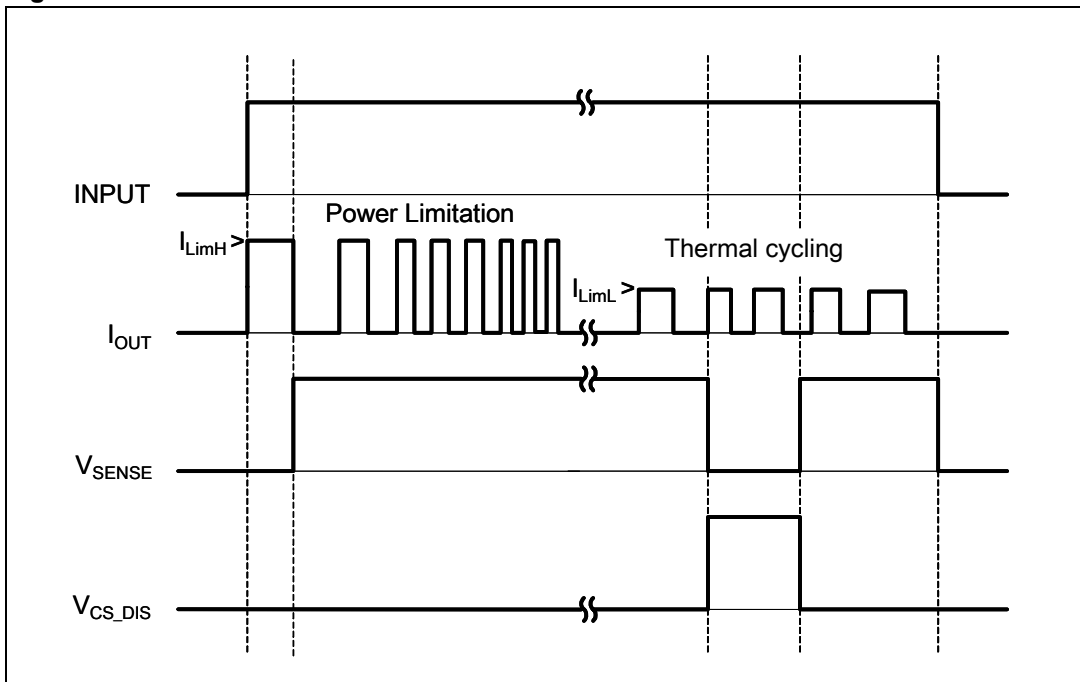 INPUT
Power Limitation
I_LimH >
Thermal cycling
I_LimL >
I_OUT
V_SENSE
V_CS_DIS